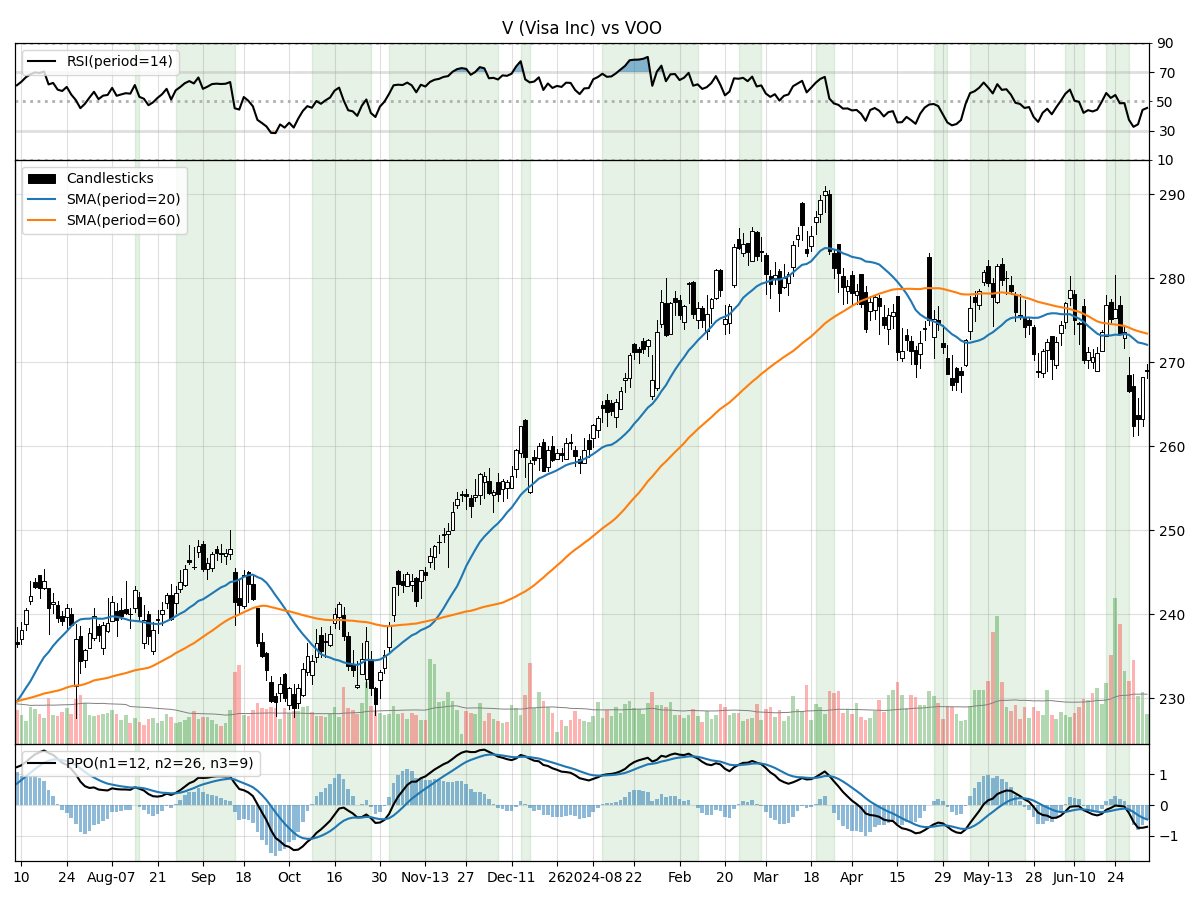 V (Visa Inc) vs VOO
RSI(period=14)
90
70
50
30
10
Candlesticks
SMA(period=20)
SMA(period=60)
290
280
270
260
250
240
230
PPO(n1=12, n2=26, n3=9)
1
0
−1
10 24 Aug-07 21 Sep 18 Oct 16 30 Nov-13 27 Dec-11 26 2024-08 22 Feb 20 Mar 18 Apr 15 29 May-13 28 Jun-10 24